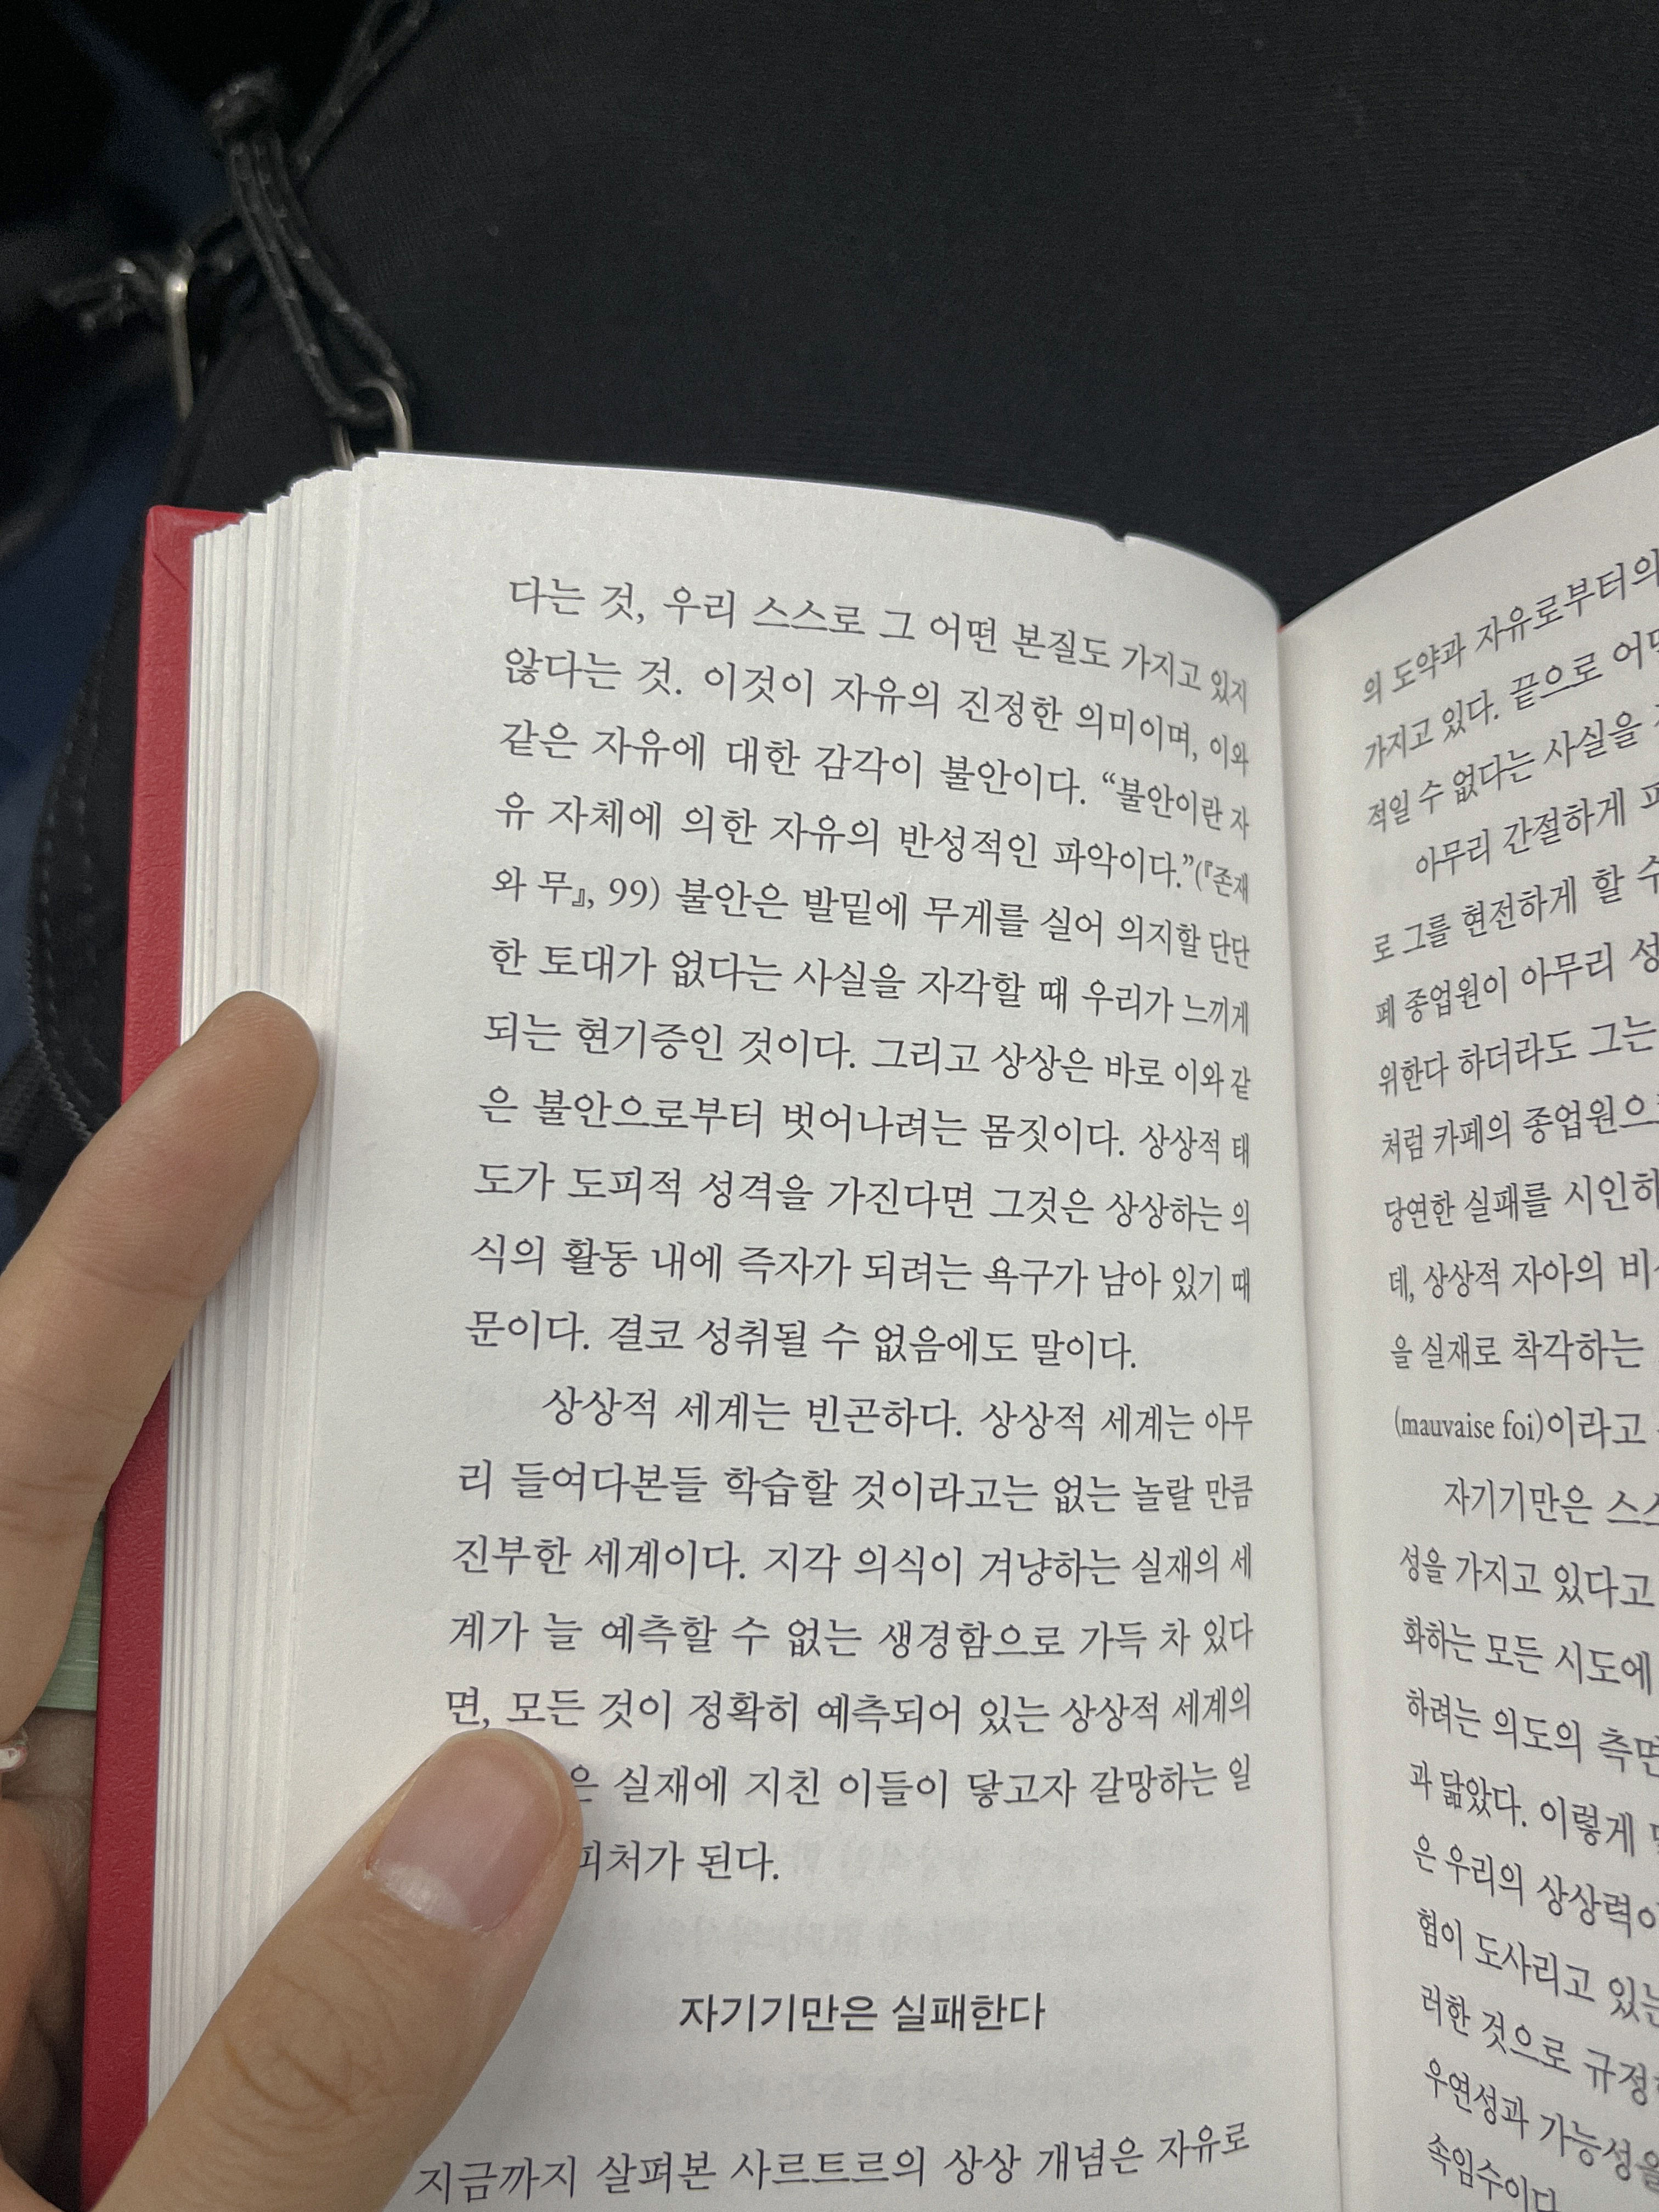 다는 것, 우리 스스로 그 어떤 본질도 가지고 있지
않다는 것. 이것이 자유의 진정한 의미이며, 이와
같은 자유에 대한 감각이 불안이다. “불안이란 자
유 자체에 의한 자유의 반성적인 파악이다.”(『존재
와 무』, 99) 불안은 발밑에 무게를 실어 의지할 단단
한 토대가 없다는 사실을 자각할 때 우리가 느끼게
되는 현기증인 것이다. 그리고 상상은 바로 이와 같
은 불안으로부터 벗어나려는 몸짓이다. 상상적 태
도가 도피적 성격을 가진다면 그것은 상상하는 의
식의 활동 내에 즉자가 되려는 욕구가 남아 있기 때
문이다. 결코 성취될 수 없음에도 말이다.
상상적 세계는 빈곤하다. 상상적 세계는 아무
리 들여다본들 학습할 것이라고는 없는 놀랄 만큼
진부한 세계이다. 지각 의식이 겨냥하는 실재의 세
계가 늘 예측할 수 없는 생경함으로 가득 차 있다
면, 모든 것이 정확히 예측되어 있는 상상적 세계의
은 실재에 지친 이들이 닿고자 갈망하는 일
피처가 된다.
자기기만은 실패한다
지금까지 살펴본 사르트르의 상상 개념은 자유로
의 도약과 자유로부터의
가지고 있다. 끝으로
적일 수 없다는 사실을
아무리 간절하게
로 그를 현전하게 할
페 종업원이 아무리
위한다 하더라도 그는
처럼 카페의 종업원으
당연한 실패를 시인하
데, 상상적 자아의
을 실재로 착각하는
(mauvaise foi)이라고
자기기만은
성을 가지고 있다고
화하는 모든 시도에
하려는 의도의
과 닮았다. 이렇게
은 우리의 상상력이
험이 도사리고
러한 것으로
우연성과 가능성을
속임수이다